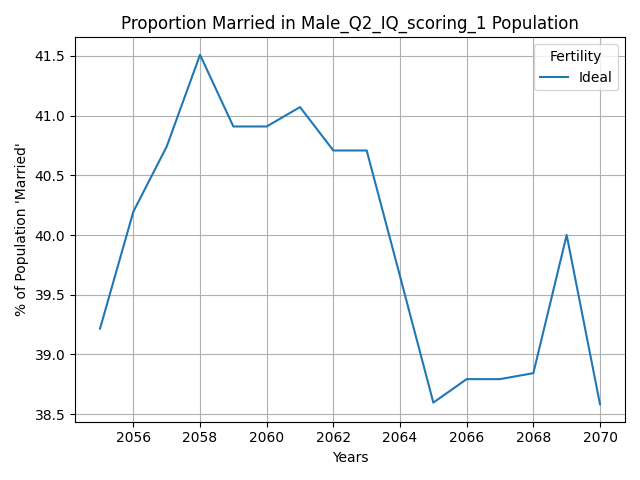 Proportion Married in Male_Q2_IQ_scoring_1 Population
Fertility
Ideal
41.5
41.0
40.5
40.0
39.5
39.0
38.5
% of Population 'Married'
2056 2058 2060 2062 2064 2066 2068 2070
Years